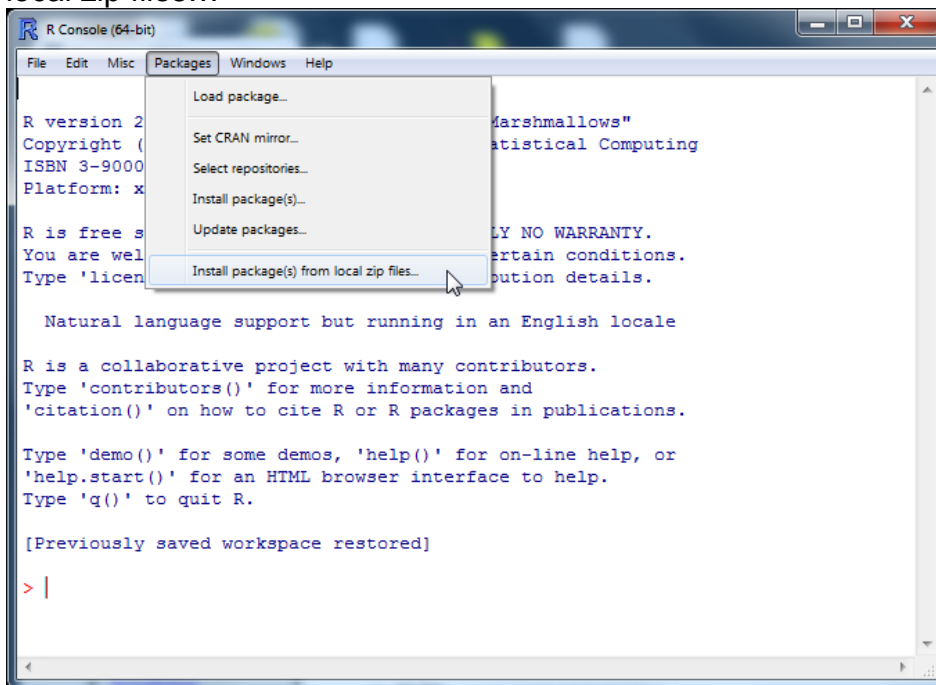 local zip files...
R Console (64-bit)
File Edit Misc Packages Windows Help
Load package...
Set CRAN mirror...
Select repositories...
Install package(s)...
Update packages...
Install package(s) from local zip files...
R version 2 Marshmallows"
Copyright ( atistical Computing
ISBN 3-9000
Platform: x
R is free s LY NO WARRANTY.
You are wel ertain conditions.
Type 'licen bution details.
Natural language support but running in an English locale
R is a collaborative project with many contributors.
Type 'contributors()' for more information and
'citation()' on how to cite R or R packages in publications.
Type 'demo()' for some demos, 'help()' for on-line help, or
'help.start()' for an HTML browser interface to help.
Type 'q()' to quit R.
[Previously saved workspace restored]
>